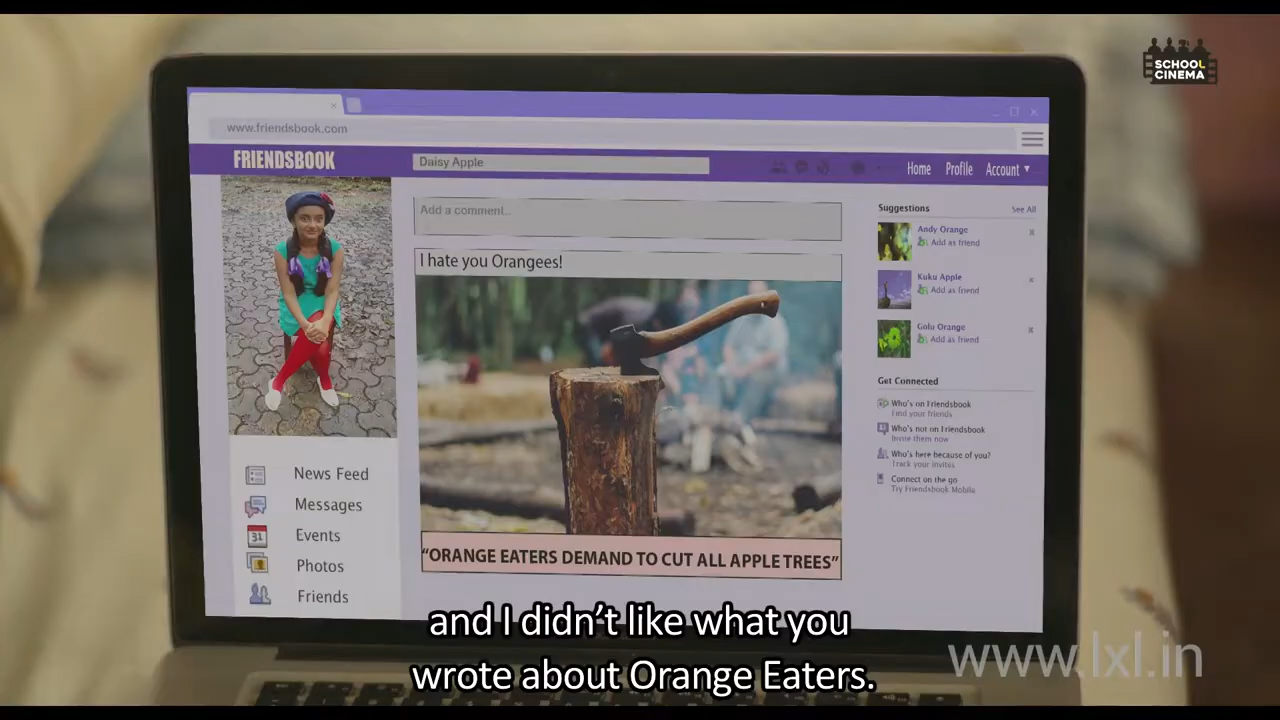 SCHOOL
CINEMA
www.friendsbook.com
FRIENDSBOOK
Daisy Apple
Home Profile Account
Add a comment..
I hate you Orangees!
"ORANGE EATERS DEMAND TO CUT ALL APPLE TREES"
News Feed
Messages
31 Events
Photos
Friends
Suggestions See All
Andy Orange x
Add as friend
Kuku Apple x
Add as friend
Golu Orange x
Add as friend
Get Connected
Who's on Friendsbook
Find your friends
Who's not on Friendsbook
Invite them now
Who's here because of you?
Track your invites
Connect on the go
Try Friendsbook Mobile
and I didn't like what you
wrote about Orange Eaters.
www.lxl.in